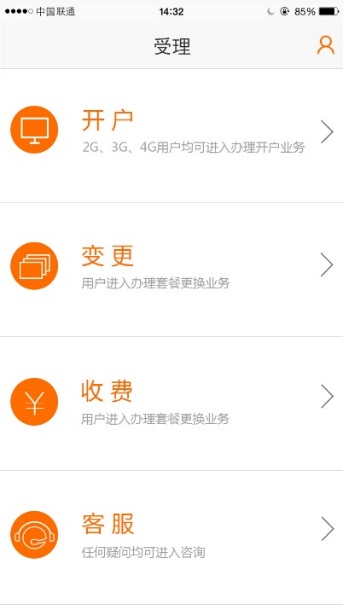 中国联通 14:32 85%
受理
开户
2G、3G、4G用户均可进入办理开户业务
变更
用户进入办理套餐更换业务
收费
用户进入办理套餐更换业务
客服
任何疑问均可进入咨询